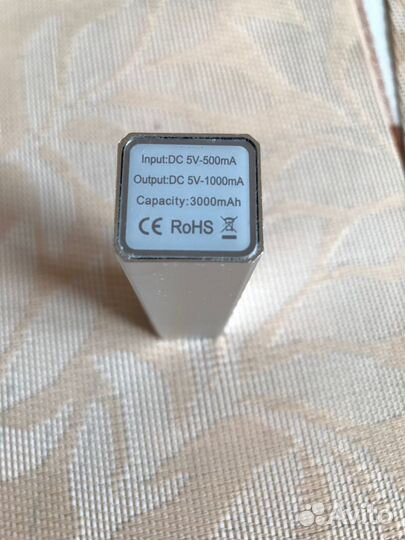 Input:DC 5V-500mA
Output:DC 5V-1000mA
Capacity:3000mAh
CE RoHS
Avito